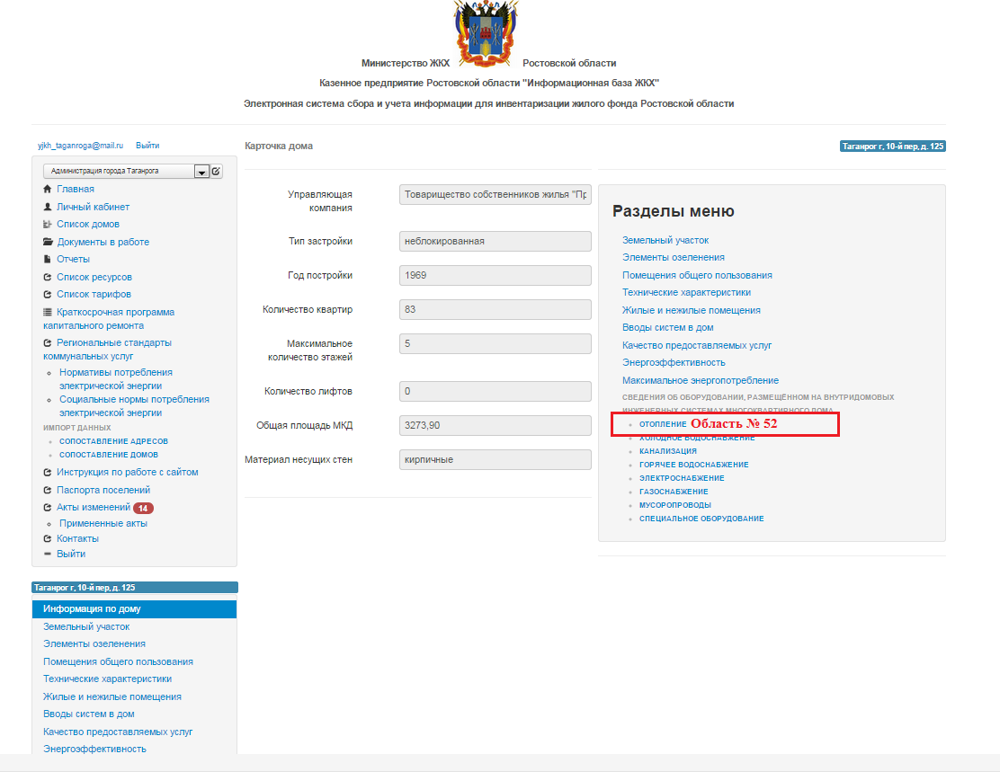 Министерство ЖКХ Ростовской области
Казенное предприятие Ростовской области "Информационная база ЖКХ"
Электронная система сбора и учета информации для инвентаризации жилого фонда Ростовской области
yjkh_taganroga@mail.ru Выйти
Администрация города Таганрога
Главная
Личный кабинет
Список домов
Документы в работе
Отчеты
Список ресурсов
Список тарифов
Краткосрочная программа
капитального ремонта
Региональные стандарты
коммунальных услуг
Нормативы потребления
электрической энергии
Социальные нормы потребления
электрической энергии
ИМПОРТ ДАННЫХ
СОПОСТАВЛЕНИЕ АДРЕСОВ
СОПОСТАВЛЕНИЕ ДОМОВ
Инструкция по работе с сайтом
Паспорта поселений
Акты изменений 14
Примененные акты
Контакты
Выйти
Таганрог г, 10-й пер, д. 125
Информация по дому
Земельный участок
Элементы озеленения
Помещения общего пользования
Технические характеристики
Жилые и нежилые помещения
Вводы систем в дом
Качество предоставляемых услуг
Энергоэффективность
Карточка дома
Таганрог г, 10-й пер, д. 125
Управляющая
компания
Товарищество собственников жилья "Пр
Тип застройки неблокированная
Год постройки 1969
Количество квартир 83
Максимальное
количество этажей
5
Количество лифтов 0
Общая площадь МКД 3273,90
Материал несущих стен кирпичные
Разделы меню
Земельный участок
Элементы озеленения
Помещения общего пользования
Технические характеристики
Жилые и нежилые помещения
Вводы систем в дом
Качество предоставляемых услуг
Энергоэффективность
Максимальное энергопотребление
СВЕДЕНИЯ ОБ ОБОРУДОВАНИИ, РАЗМЕЩЁННОМ НА ВНУТРИДОМОВЫХ
ИНЖЕНЕРНЫХ СИСТЕМАХ МНОГОКВАРТИРНОГО ДОМА
ОТОПЛЕНИЕ Область № 52
ХОЛОДНОЕ ВОДОСНАБЖЕНИЕ
КАНАЛИЗАЦИЯ
ГОРЯЧЕЕ ВОДОСНАБЖЕНИЕ
ЭЛЕКТРОСНАБЖЕНИЕ
ГАЗОСНАБЖЕНИЕ
МУСОРОПРОВОДЫ
СПЕЦИАЛЬНОЕ ОБОРУДОВАНИЕ